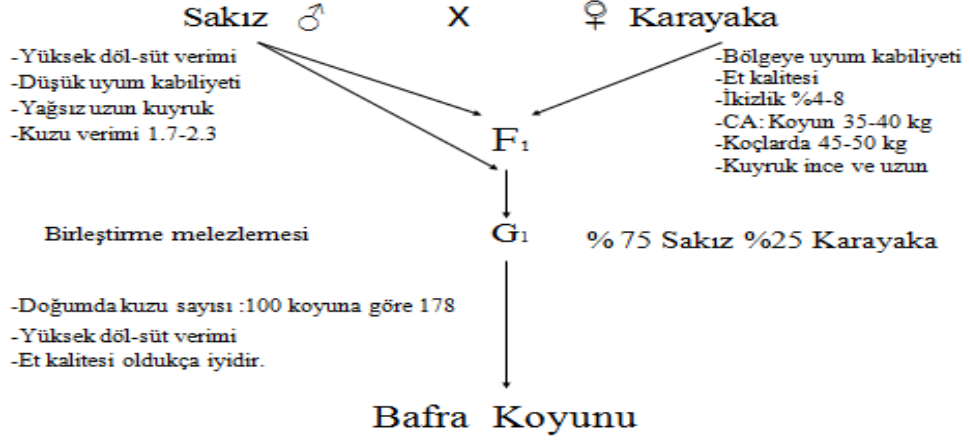 Sakız ♂ X ♀ Karayaka
-Yüksek döl-süt verimi
-Düşük uyum kabiliyeti
-Yağsız uzun kuyruk
-Kuzu verimi 1.7-2.3
-Bölgeye uyum kabiliyeti
-Et kalitesi
-İkizlik %4-8
-CA: Koyun 35-40 kg
-Koçlarda 45-50 kg
-Kuyruk ince ve uzun
F1
Birleştirme melezlemesi
G1
% 75 Sakız %25 Karayaka
-Doğumda kuzu sayısı :100 koyuna göre 178
-Yüksek döl-süt verimi
-Et kalitesi oldukça iyidir.
Bafra Koyunu